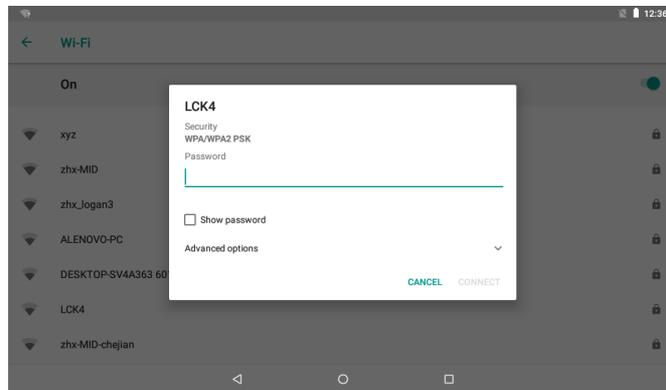 12:36
Wi-Fi
On
xyz
zhx-MID
zhx_logan3
ALENOVO-PC
DESKTOP-SV4A363
LCK4
zhx-MID-chejian
LCK4
Security
WPA/WPA2 PSK
Password
Show password
Advanced options
CANCEL CONNECT